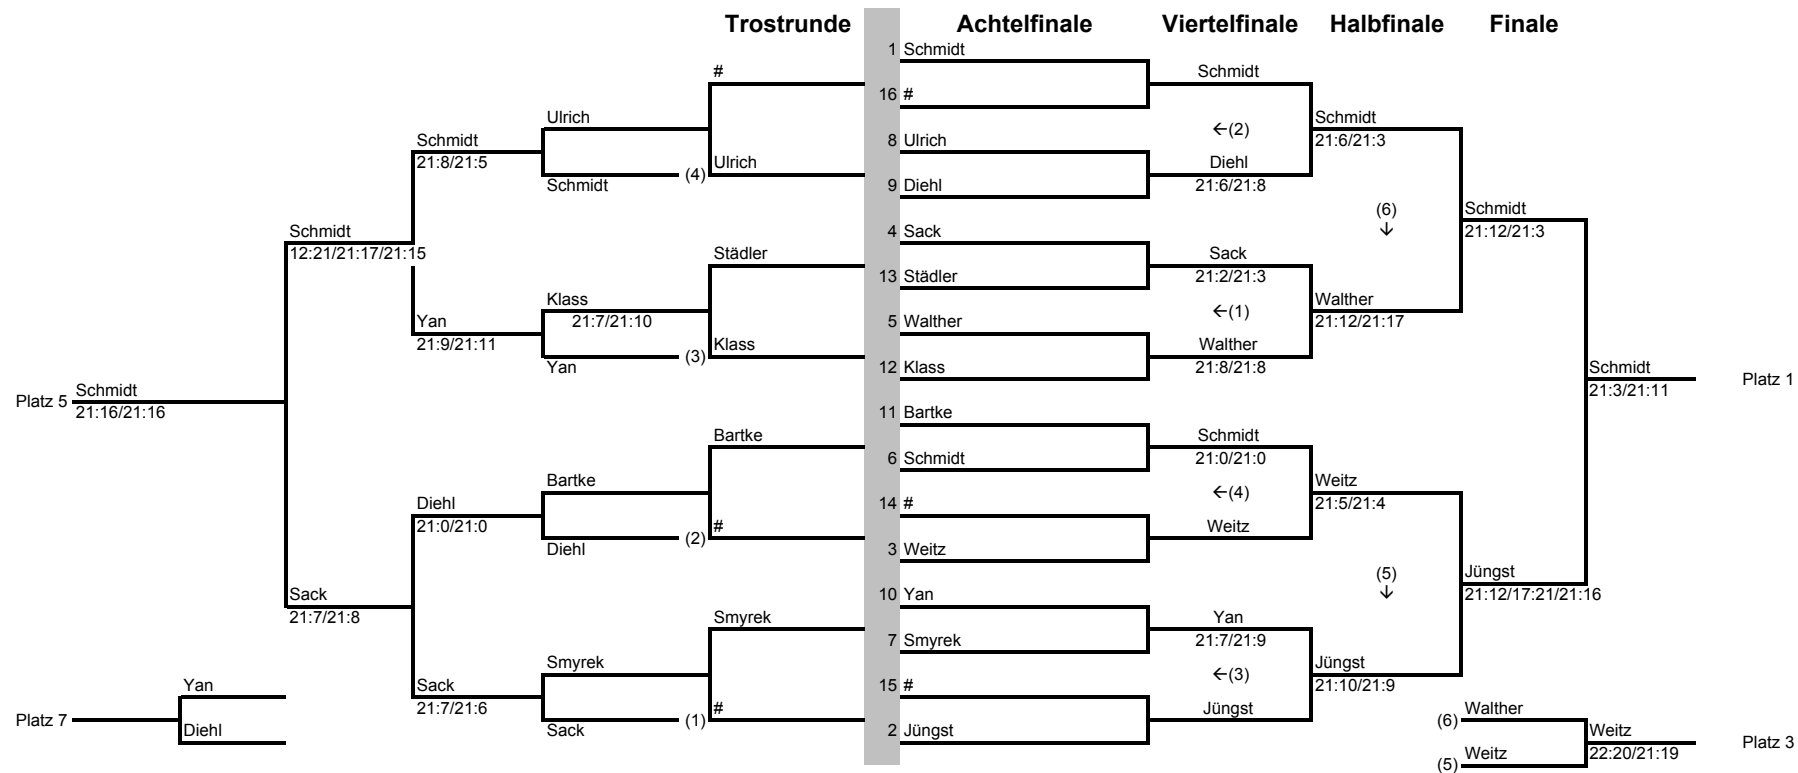 Trostrunde Achtelfinale Viertelfinale Halbfinale Finale
1 Schmidt
# Schmidt
16 #
Ulrich Schmidt
Schmidt 8 Ulrich ←(2) 21:6/21:3
21:8/21:5 Ulrich Diehl
Schmidt (4) 9 Diehl 21:6/21:8
(6) Schmidt
Schmidt 4 Sack ↓ 21:12/21:3
12:21/21:17/21:15 Städler Sack
13 Städler 21:2/21:3
Klass Walther
Yan 21:7/21:10 5 Walther ←(1) 21:12/21:17
21:9/21:11 Klass Walther
Yan (3) 12 Klass 21:8/21:8 Schmidt
Platz 5 Schmidt 21:3/21:11 Platz 1
21:16/21:16 11 Bartke
Bartke Schmidt
6 Schmidt 21:0/21:0
Bartke Weitz
Diehl 14 # ←(4) 21:5/21:4
21:0/21:0 # Weitz
Diehl (2) 3 Weitz
(5) Jüngst
Sack 10 Yan ↓ 21:12/17:21/21:16
21:7/21:8 Smyrek Yan
7 Smyrek 21:7/21:9
Smyrek Jüngst
Yan Sack 15 # ←(3) 21:10/21:9
21:7/21:6 # Jüngst Walther
Platz 7 (1) (6)
Diehl Sack 2 Jüngst Weitz Platz 3
(5) Weitz 22:20/21:19